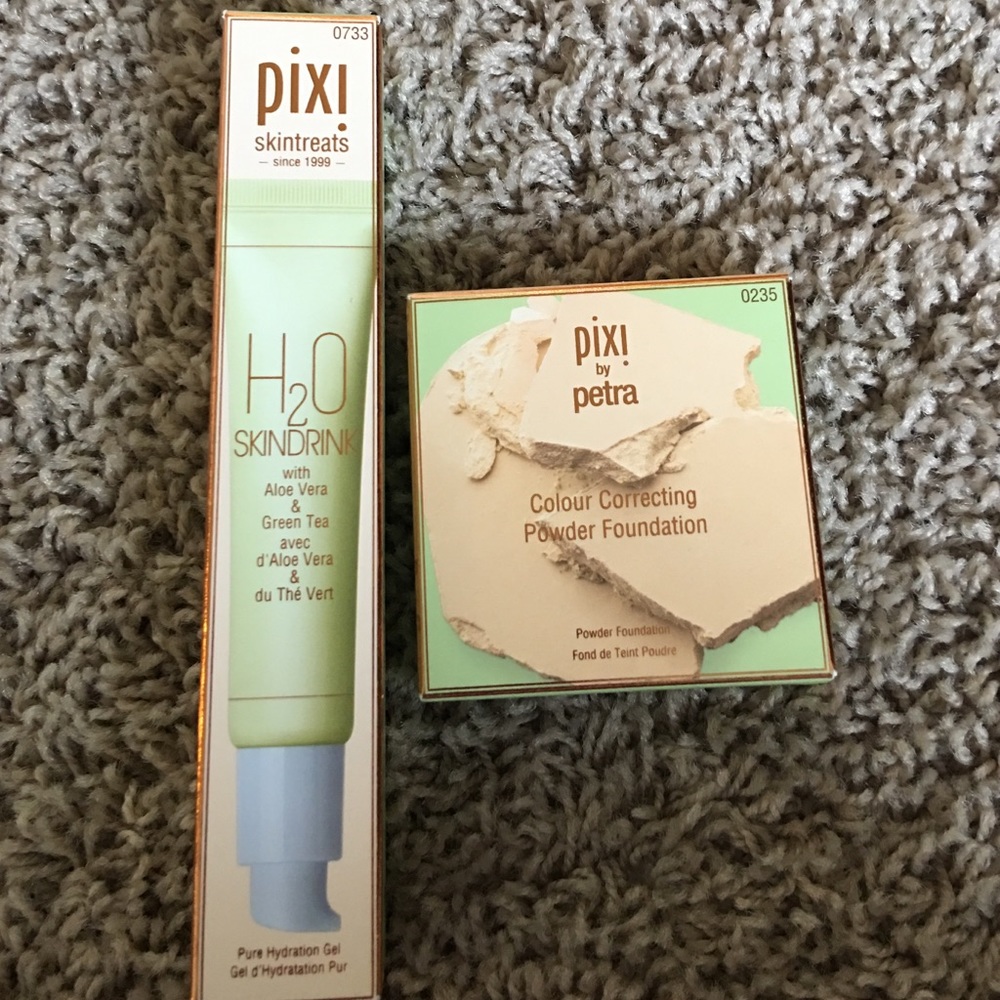 0733
pixi
skintreats
– since 1999 –
H2O
SKINDRINK
with
Aloe Vera
&
Green Tea
avec
d'Aloe Vera
&
du Thé Vert
Pure Hydration Gel
Gel d'Hydratation Pur
0235
pixi
by
petra
Colour Correcting
Powder Foundation
Powder Foundation
Fond de Teint Poudre